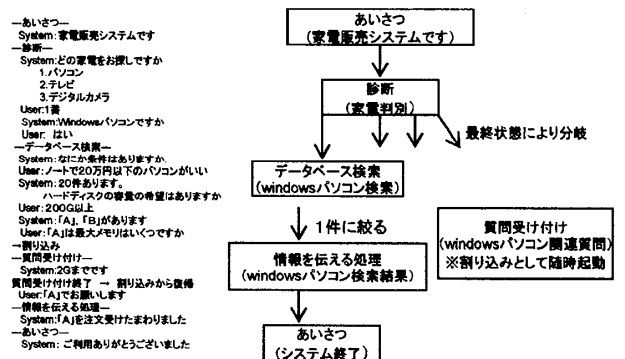 ―あいさつ―
System:家電販売システムです
―診断―
System:どの家電をお探しですか
1.パソコン
2.テレビ
3.デジタルカメラ
User:1番
System:Windowsパソコンですか
User: はい
―データベース検索―
System:なにか条件はありますか.
User:ノートで20万円以下のパソコンがいい
System:20件あります。
ハードディスクの容量の希望はありますか
User:200G以上
System:「A」,「B」があります
User:「A」は最大メモリはいくつですか
→割り込み
―質問受け付け―
System:2Gまでです
質問受け付け終了 → 割り込みから復帰
User:「A」でお願いします
―情報を伝える処理―
System:「A」を注文受けたまわりました
―あいさつ―
System: ご利用ありがとうございました
あいさつ
(家電販売システムです)
診断
(家電判別)
最終状態により分岐
データベース検索
(windowsパソコン検索)
1件に絞る
質問受け付け
(windowsパソコン関連質問)
※割り込みとして随時起動
情報を伝える処理
(windowsパソコン検索結果)
あいさつ
(システム終了)